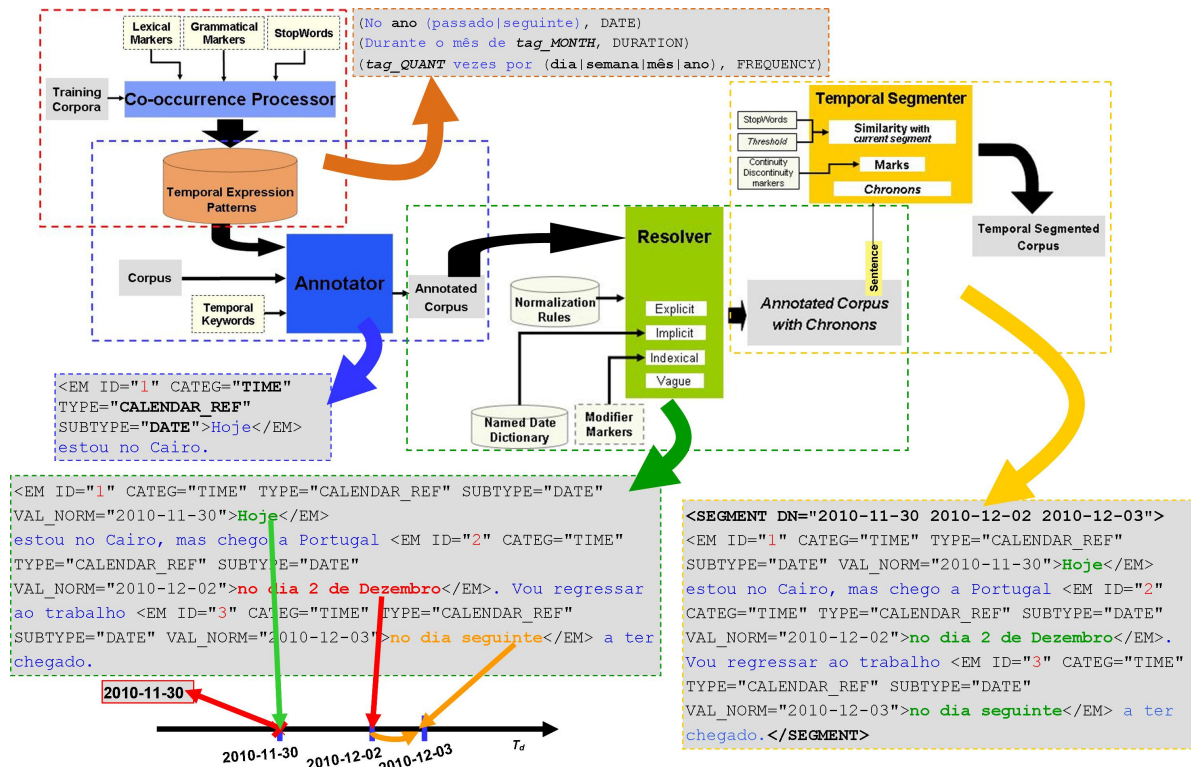 Lexical
Markers
Grammatical
Markers
StopWords
Training
Corpora
Co-occurrence Processor
Temporal Expression
Patterns
(No ano (passado|seguinte), DATE)
(Durante o mês de tag_MONTH, DURATION)
(tag_QUANT vezes por (dia|semana|mês|ano), FREQUENCY)
Corpus
Temporal
Keywords
Annotator
Annotated
Corpus
Resolver
Normalization
Rules
Explicit
Implicit
Indexical
Vague
Named Date
Dictionary
Modifier
Markers
Annotated Corpus
with Chronons
Sentence
Temporal Segmenter
StopWords
Threshold
Continuity
Discontinuity
markers
Similarity with
current segment
Marks
Chronons
Temporal Segmented
Corpus
<EM ID="1" CATEG="TIME"
TYPE="CALENDAR_REF"
SUBTYPE="DATE">Hoje</EM>
estou no Cairo.
<EM ID="1" CATEG="TIME" TYPE="CALENDAR_REF" SUBTYPE="DATE"
VAL_NORM="2010-11-30">Hoje</EM>
estou no Cairo, mas chego a Portugal <EM ID="2" CATEG="TIME"
TYPE="CALENDAR_REF" SUBTYPE="DATE"
VAL_NORM="2010-12-02">no dia 2 de Dezembro</EM>. Vou regressar
ao trabalho <EM ID="3" CATEG="TIME" TYPE="CALENDAR_REF"
SUBTYPE="DATE" VAL_NORM="2010-12-03">no dia seguinte</EM> a ter
chegado.
2010-11-30
2010-11-30
2010-12-02
2010-12-03
Td
<SEGMENT DN="2010-11-30 2010-12-02 2010-12-03">
<EM ID="1" CATEG="TIME" TYPE="CALENDAR_REF"
SUBTYPE="DATE" VAL_NORM="2010-11-30">Hoje</EM>
estou no Cairo, mas chego a Portugal <EM ID="2"
CATEG="TIME" TYPE="CALENDAR_REF" SUBTYPE="DATE"
VAL_NORM="2010-12-02">no dia 2 de Dezembro</EM>.
Vou regressar ao trabalho <EM ID="3" CATEG="TIME"
TYPE="CALENDAR_REF" SUBTYPE="DATE"
VAL_NORM="2010-12-03">no dia seguinte</EM> a ter
chegado.</SEGMENT>